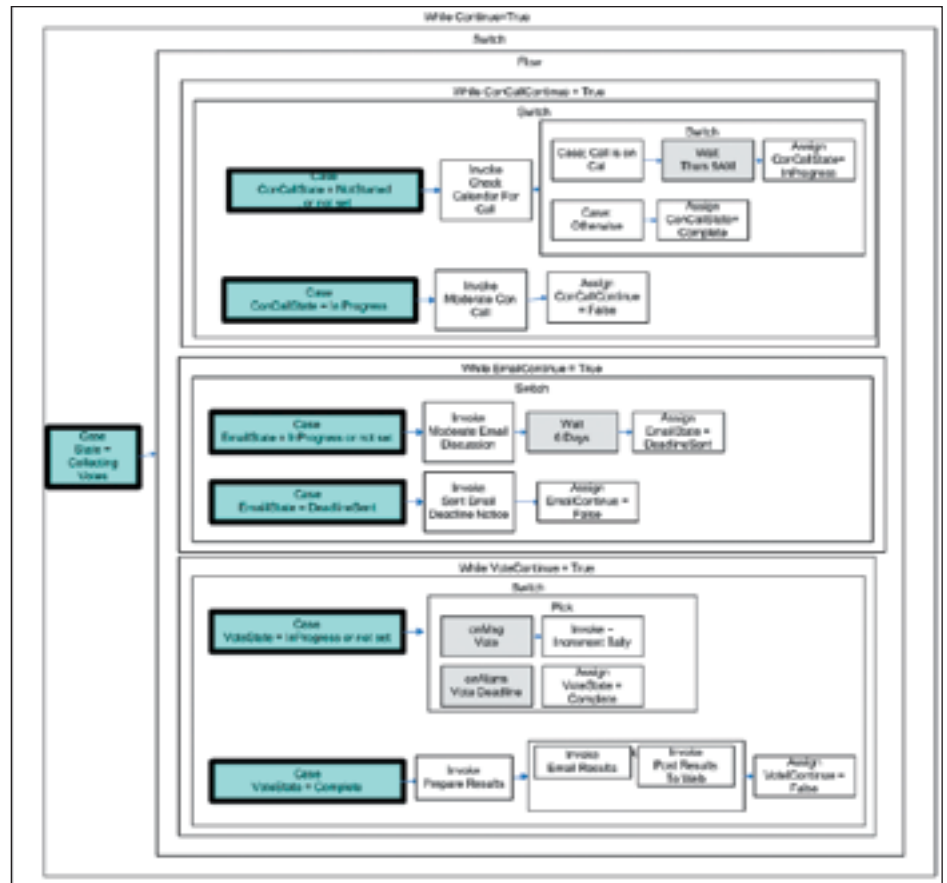 While Continue=True
Switch
Flow
While ConCallContinue = True
Switch
Switch
Case: Call is on
Cal
Wait
Thurs 9AM
Assign
ConCallState=
InProgress
Case
ConCallState = NotStarted
or not set
Invoke
Check
Calendar For
Call
Case:
Otherwise
Assign
ConCallState=
Complete
Case
ConCallState = In Progress
Invoke
Moderate Con
Call
Assign
ConCallContinue
= False
While EmailContinue = True
Switch
Case
EmailState = InProgress or not set
Invoke
Moderate Email
Discussion
Wait
6 Days
Assign
EmailState =
DeadlineSent
Case
State =
Collecting
Votes
Case
EmailState = DeadlineSent
Invoke
Sent Email
Deadline Notice
Assign
EmailContinue =
False
While VoteContinue = True
Switch
Pick
Case
VoteState = InProgress or not set
onMsg
Vote
Invoke -
Increment Tally
onAlarm
Vote Deadline
Assign
VoteState =
Complete
Case
VoteState = Complete
Invoke
Prepare Results
Invoke
Email Results
Invoke
Post Results
To Web
Assign
VoteContinue =
False